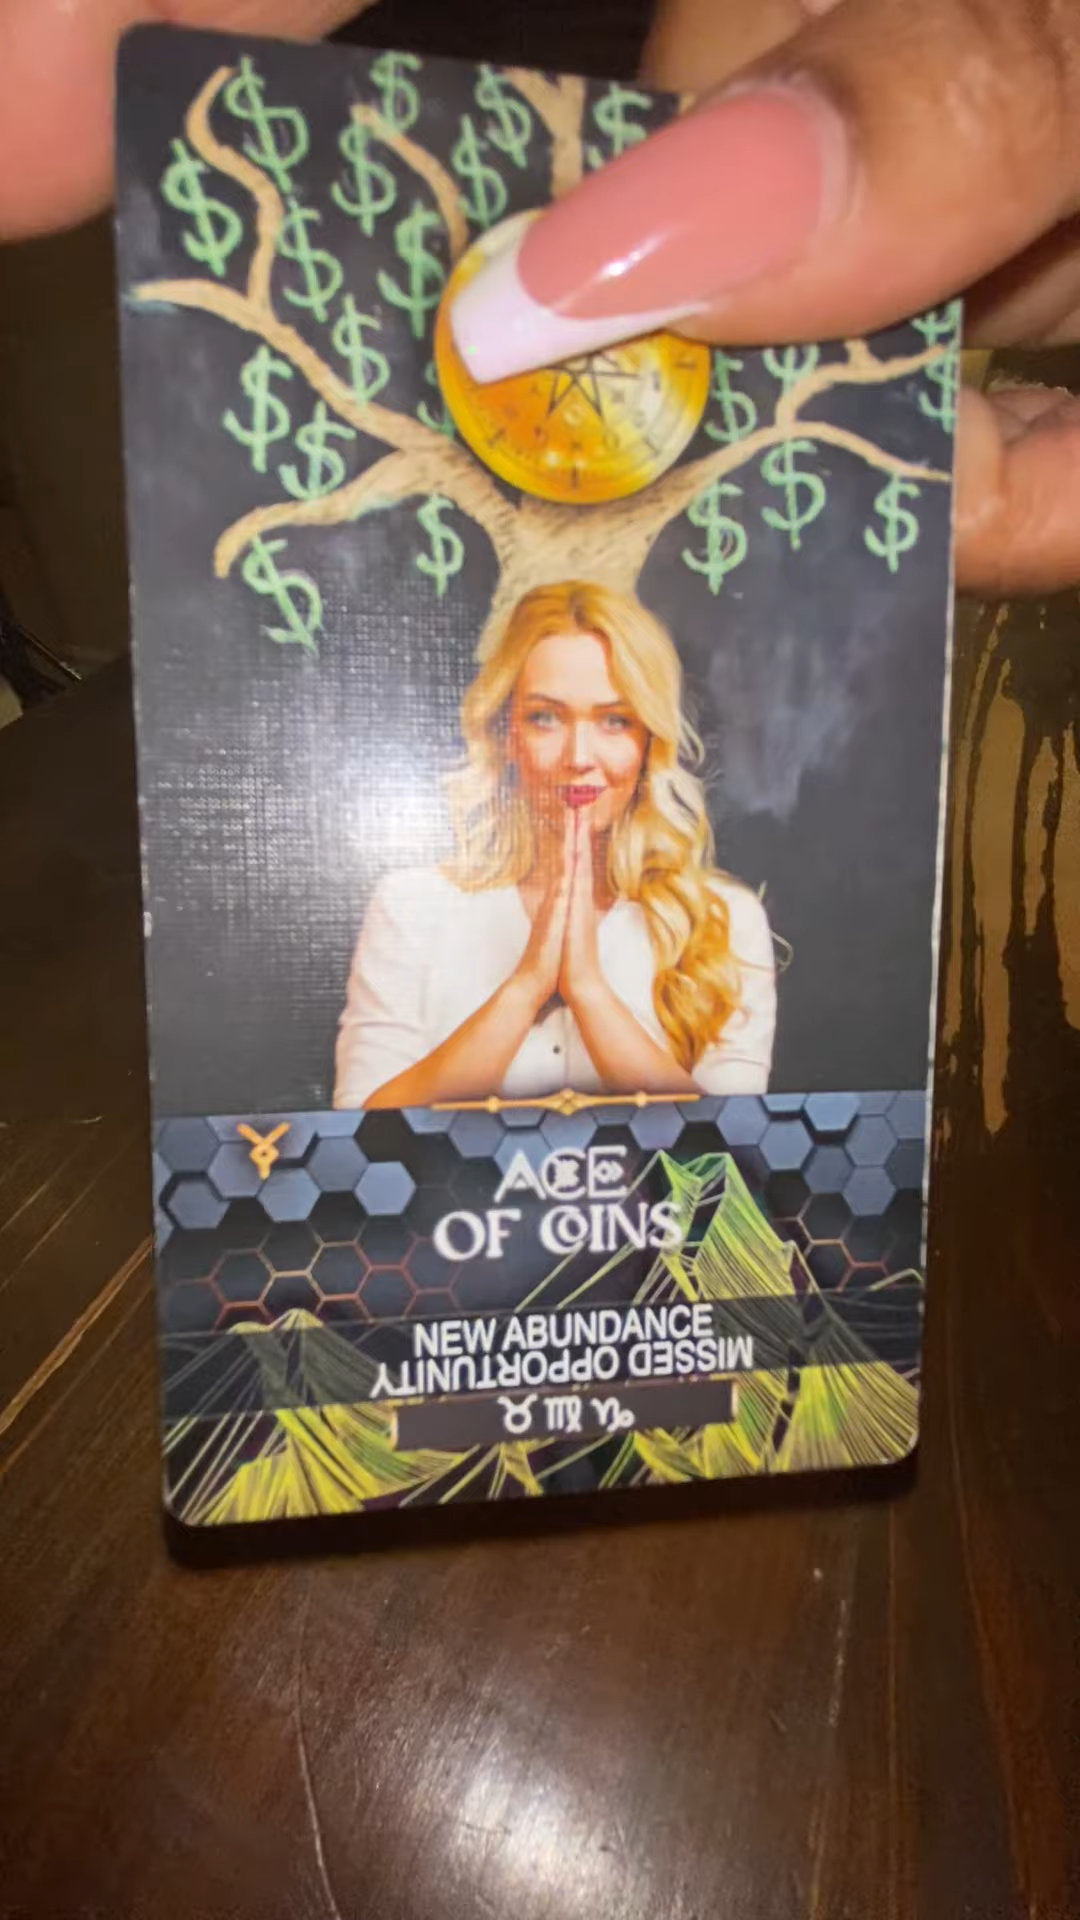 ACE
OF COINS
NEW ABUNDANCE
MISSED OPPORTUNITY
♉ ♍ ♑